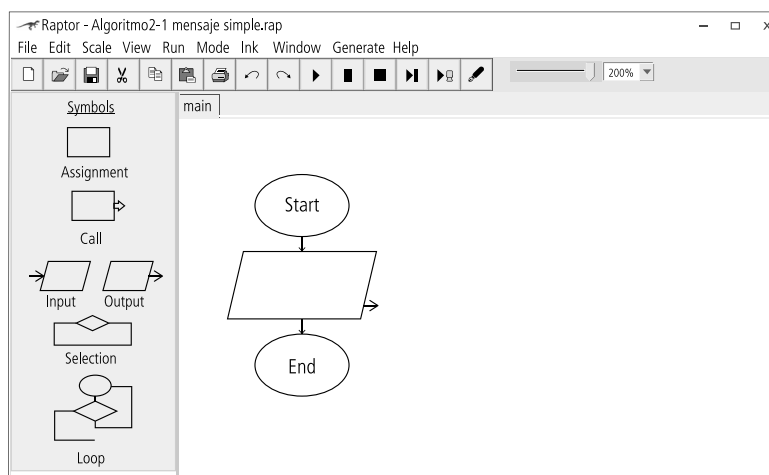 Raptor - Algoritmo2-1 mensaje simple.rap
File Edit Scale View Run Mode Ink Window Generate Help
200%
Symbols
Assignment
Call
Input Output
Selection
Loop
main
Start
End